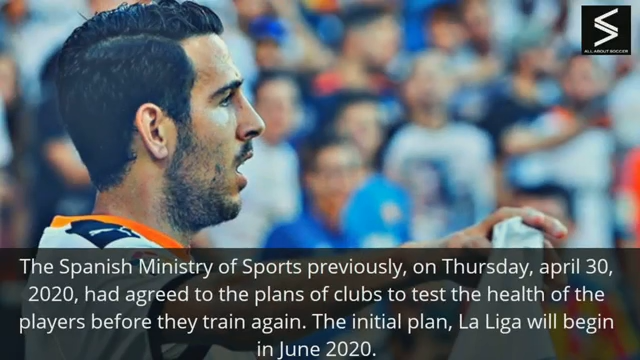 ALL ABOUT SOCCER
The Spanish Ministry of Sports previously, on Thursday, april 30,
2020, had agreed to the plans of clubs to test the health of the
players before they train again. The initial plan, La Liga will begin
in June 2020.